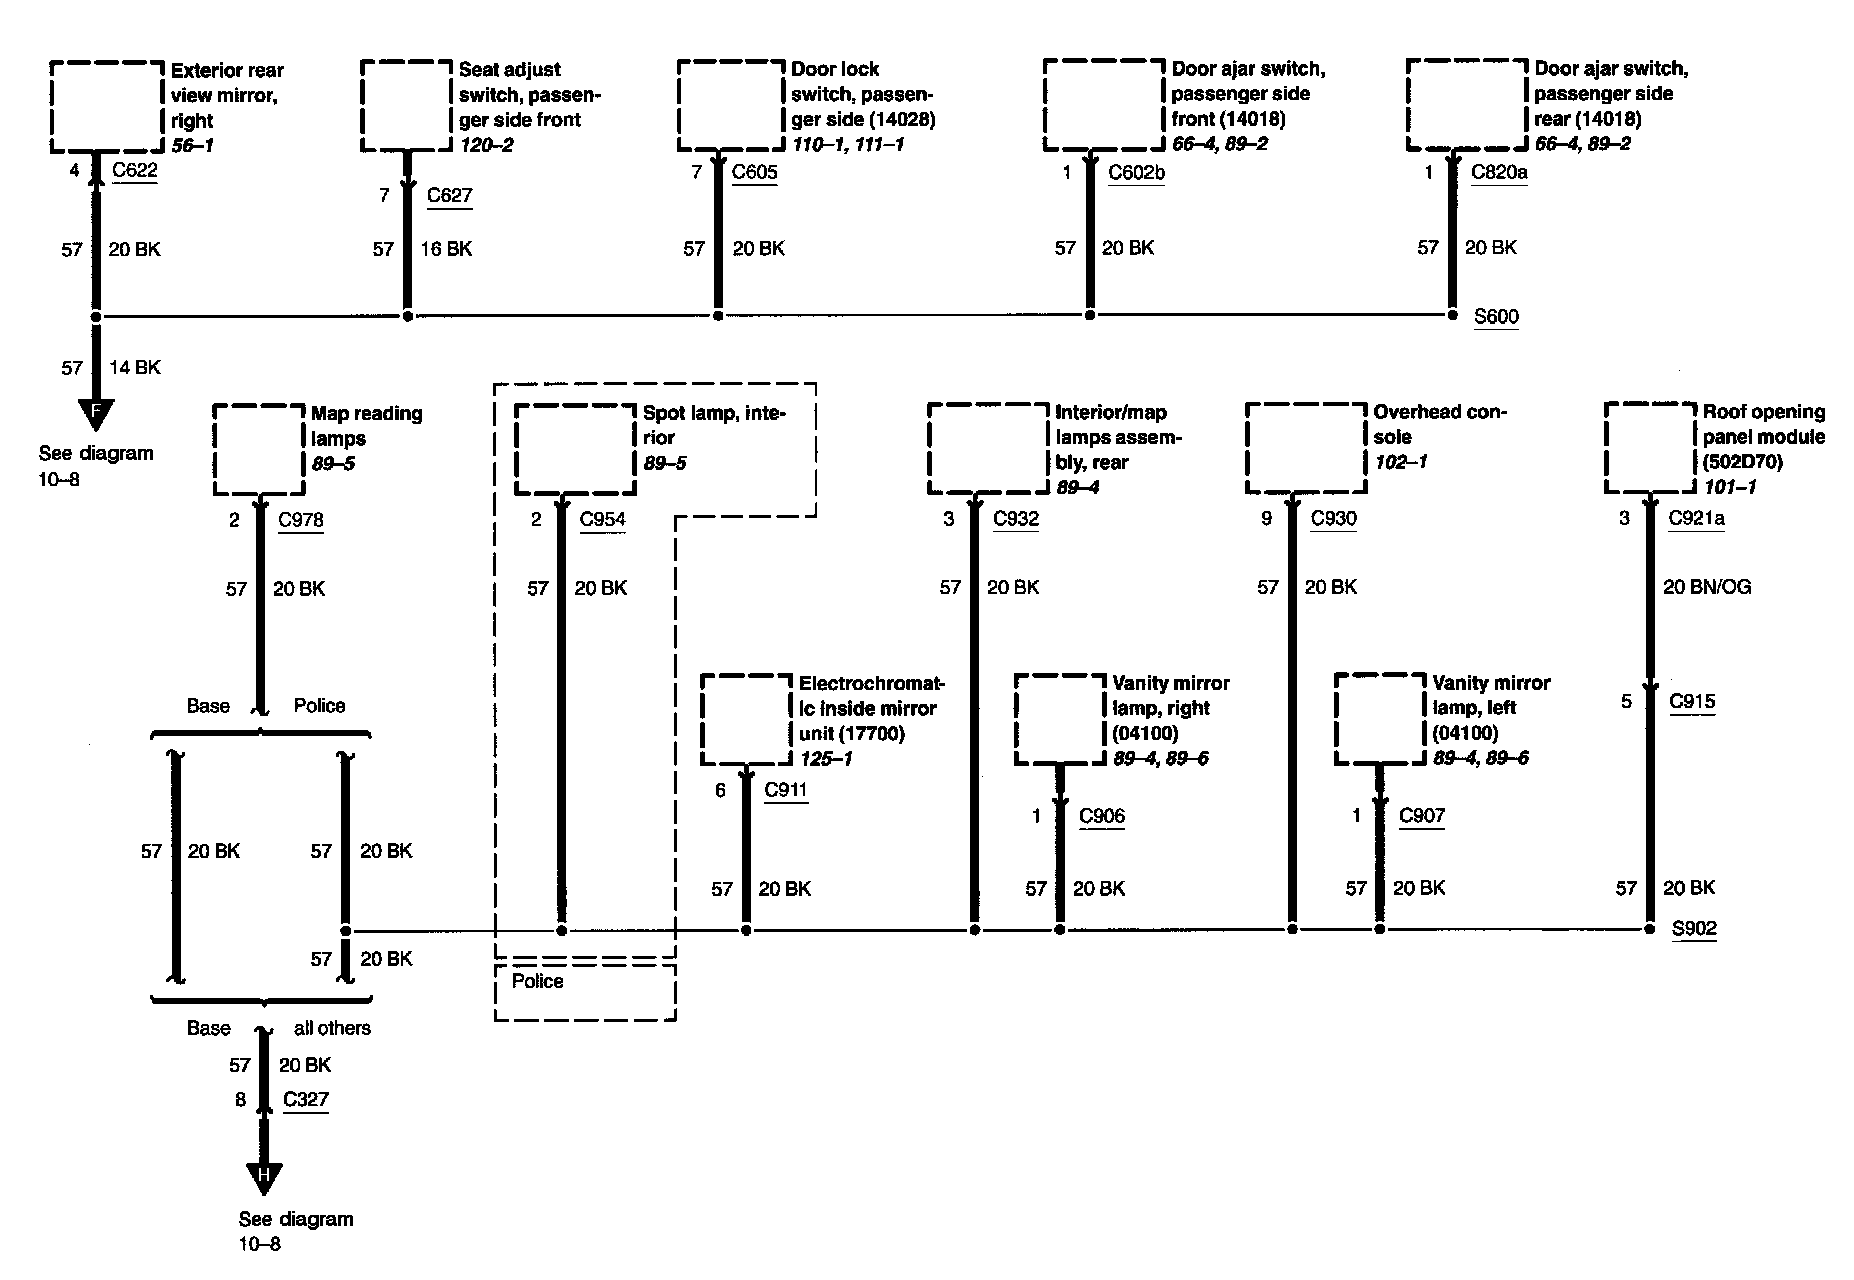 Exterior rear
view mirror,
right
56–1
Seat adjust
switch, passen-
ger side front
120–2
Door lock
switch, passen-
ger side (14028)
110–1, 111–1
Door ajar switch,
passenger side
front (14018)
66–4, 89–2
Door ajar switch,
passenger side
rear (14018)
66–4, 89–2
4 C622
7 C627
7 C605
1 C602b
1 C820a
57 20 BK
57 16 BK
57 20 BK
57 20 BK
57 20 BK
S600
57 14 BK
F
See diagram
10–8
Map reading
lamps
89–5
Spot lamp, inte-
rior
89–5
Interior/map
lamps assem-
bly, rear
89–4
Overhead con-
sole
102–1
Roof opening
panel module
(502D70)
101–1
2 C978
2 C954
3 C932
9 C930
3 C921a
57 20 BK
57 20 BK
57 20 BK
57 20 BK
20 BN/OG
Electrochromat-
ic inside mirror
unit (17700)
125–1
Vanity mirror
lamp, right
(04100)
89–4, 89–6
Vanity mirror
lamp, left
(04100)
89–4, 89–6
5 C915
Base Police
6 C911
1 C906
1 C907
57 20 BK
57 20 BK
57 20 BK
57 20 BK
57 20 BK
57 20 BK
S902
57 20 BK
Police
Base all others
57 20 BK
8 C327
H
See diagram
10–8